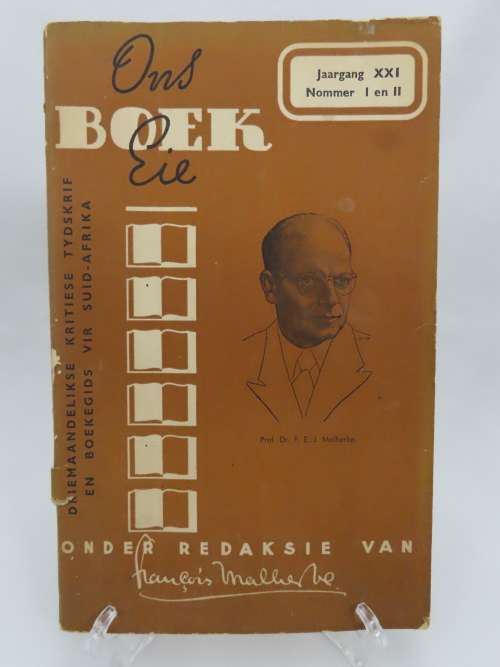 Ons
BOEK
Eie
Jaargang XXI
Nommer I en II
DRIEMAANDELIKSE KRITIESE TYDSKRIF
EN BOEKEGIDS VIR SUID-AFRIKA
Prof. Dr. F. E. J. Malherbe.
ONDER REDAKSIE VAN
François Malherbe.